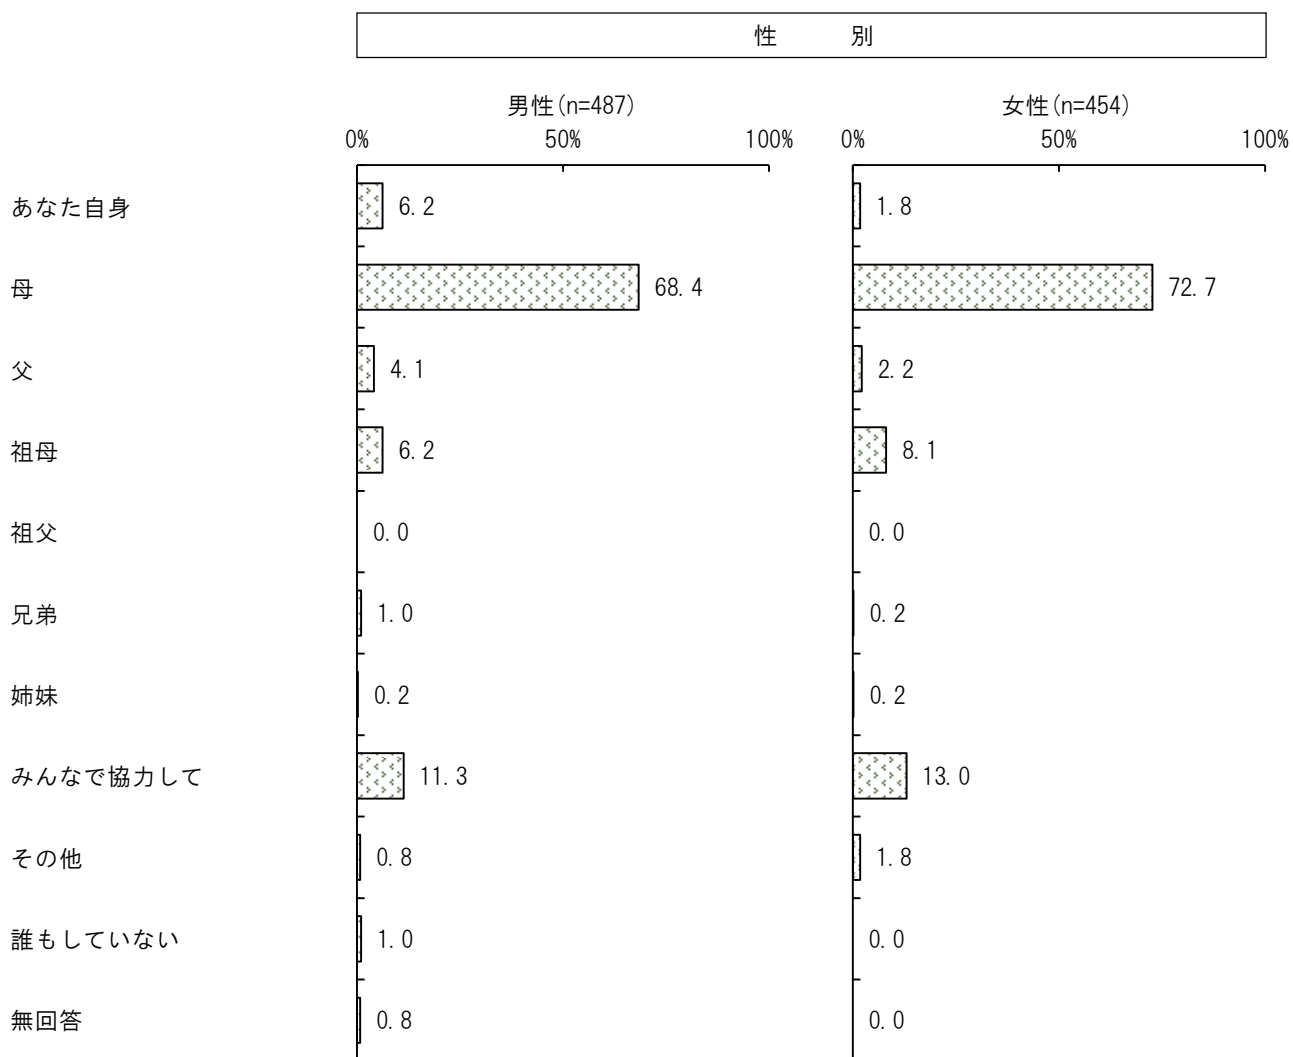 性 別
男性(n=487) 女性(n=454)
0% 50% 100% 0% 50% 100%
あなた自身 6.2 1.8
母 68.4 72.7
父 4.1 2.2
祖母 6.2 8.1
祖父 0.0 0.0
兄弟 1.0 0.2
姉妹 0.2 0.2
みんなで協力して 11.3 13.0
その他 0.8 1.8
誰もしていない 1.0 0.0
無回答 0.8 0.0